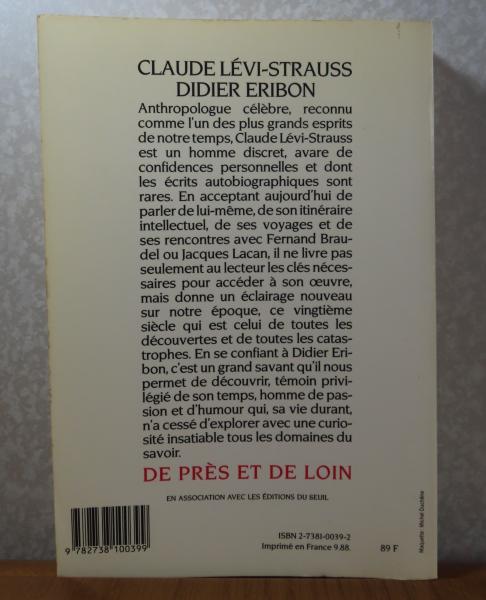 CLAUDE LÉVI-STRAUSS
DIDIER ERIBON
Anthropologue célèbre, reconnu
comme l'un des plus grands esprits
de notre temps, Claude Lévi-Strauss
est un homme discret, avare de
confidences personnelles et dont
les écrits autobiographiques sont
rares. En acceptant aujourd'hui de
parler de lui-même, de son itinéraire
intellectuel, de ses voyages et de
ses rencontres avec Fernand Brau-
del ou Jacques Lacan, il ne livre pas
seulement au lecteur les clés néces-
saires pour accéder à son œuvre,
mais donne un éclairage nouveau
sur notre époque, ce vingtième
siècle qui est celui de toutes les
découvertes et de toutes les catas-
trophes. En se confiant à Didier Eri-
bon, c'est un grand savant qu'il nous
permet de découvrir, témoin privi-
légié de son temps, homme de pas-
sion et d'humour qui, sa vie durant,
n'a cessé d'explorer avec une curio-
sité insatiable tous les domaines du
savoir.
DE PRÈS ET DE LOIN
EN ASSOCIATION AVEC LES ÉDITIONS DU SEUIL
ISBN 2-7381-0039-2
Imprimé en France 9.88.
89 F
9 782738 100399
Maquette: Michel Duchêne